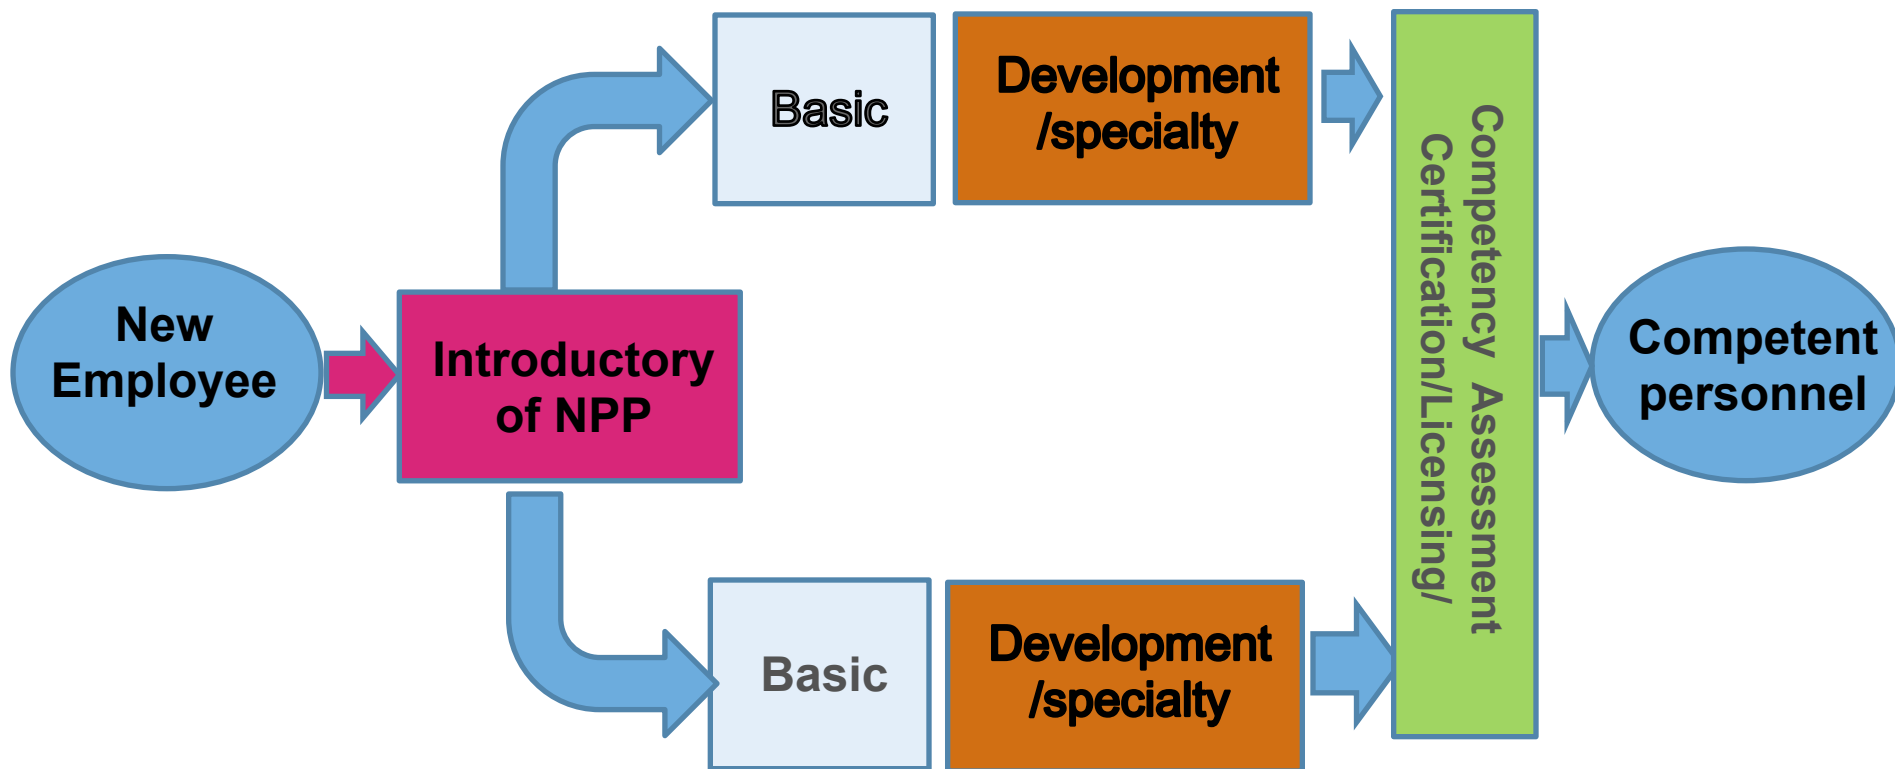 New
Employee
Introductory
of NPP
Basic
Development
/specialty
Basic
Development
/specialty
Competency Assessment
Certification/Licensing/
Competent
personnel